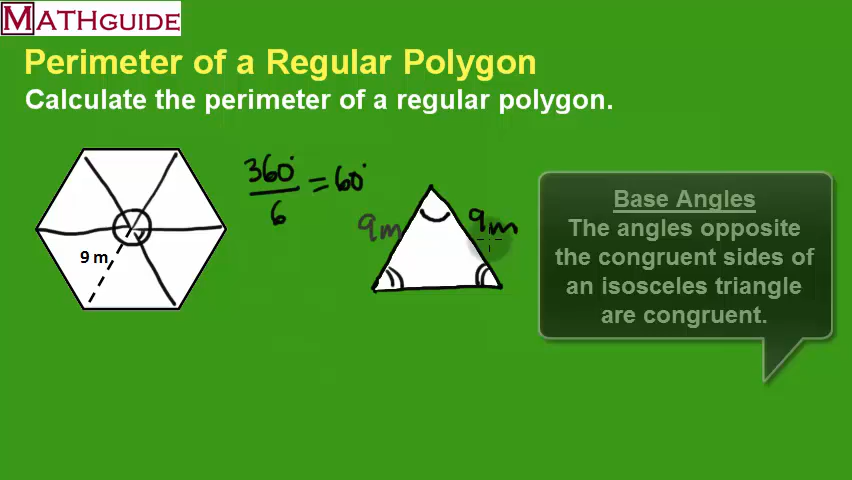 MATHGUIDE
Perimeter of a Regular Polygon
Calculate the perimeter of a regular polygon.
9 m
360°
6
= 60°
9m
9m
Base Angles
The angles opposite
the congruent sides of
an isosceles triangle
are congruent.